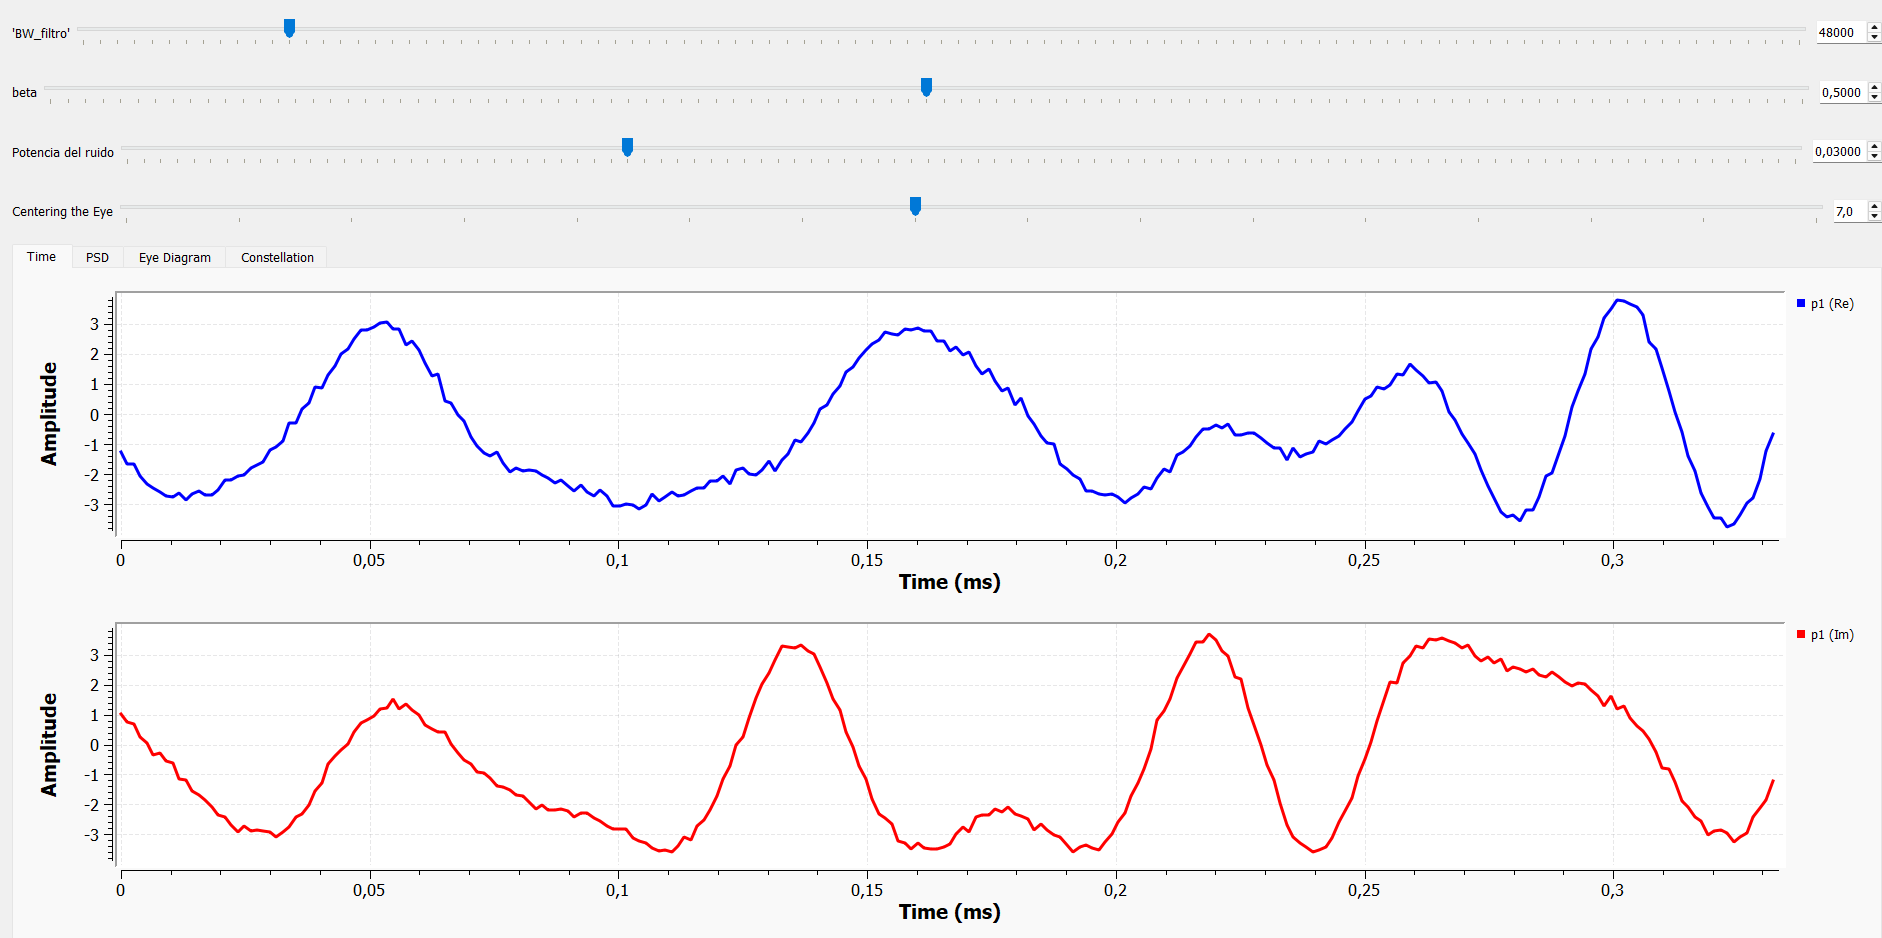 'BW_filtro' 48000
beta 0,5000
Potencia del ruido 0,03000
Centering the Eye 7,0
Time PSD Eye Diagram Constellation
p1 (Re)
Amplitude
3
2
1
0
-1
-2
-3
0 0,05 0,1 0,15 0,2 0,25 0,3
Time (ms)
p1 (Im)
Amplitude
3
2
1
0
-1
-2
-3
0 0,05 0,1 0,15 0,2 0,25 0,3
Time (ms)